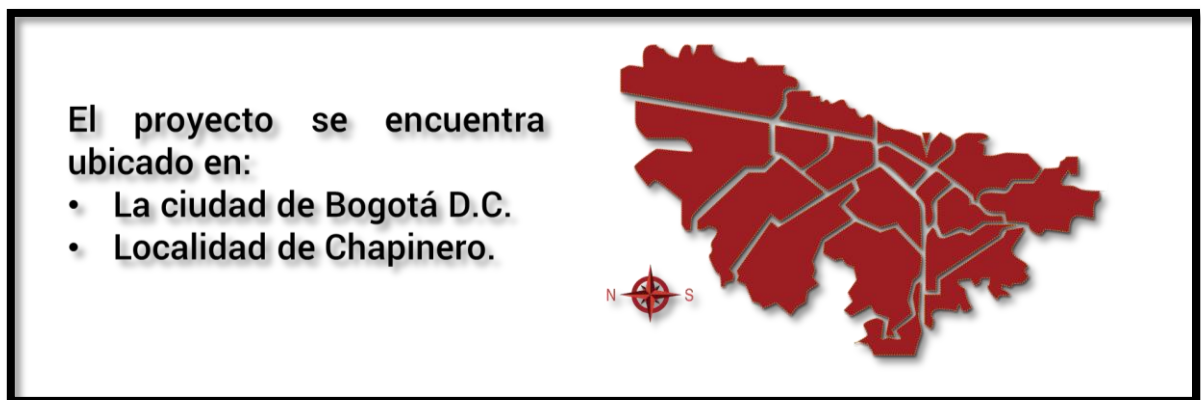 El proyecto se encuentra
ubicado en:
• La ciudad de Bogotá D.C.
• Localidad de Chapinero.
N S